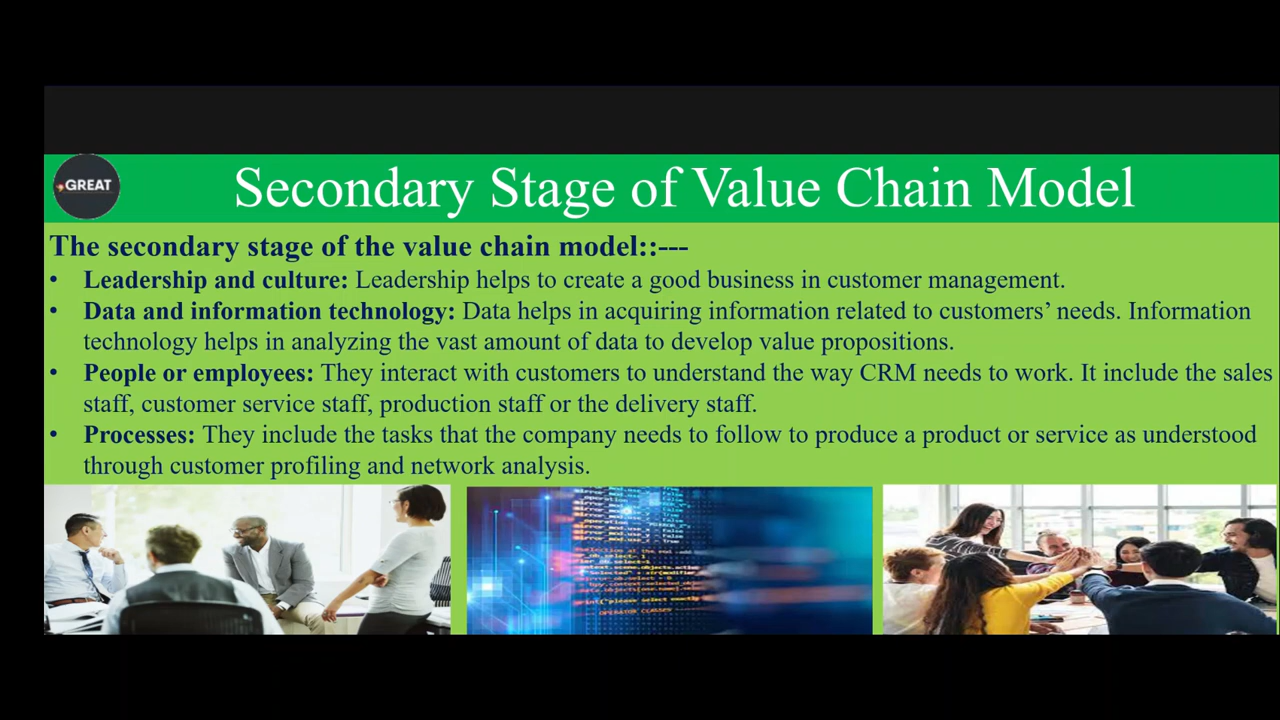 GREAT
Secondary Stage of Value Chain Model
The secondary stage of the value chain model::---
• Leadership and culture: Leadership helps to create a good business in customer management.
• Data and information technology: Data helps in acquiring information related to customers’ needs. Information
technology helps in analyzing the vast amount of data to develop value propositions.
• People or employees: They interact with customers to understand the way CRM needs to work. It include the sales
staff, customer service staff, production staff or the delivery staff.
• Processes: They include the tasks that the company needs to follow to produce a product or service as understood
through customer profiling and network analysis.